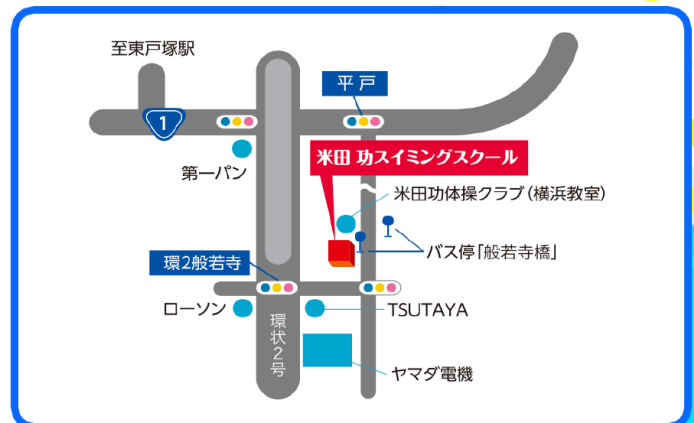 至東戸塚駅
平戸
1
第一パン
米田 功スイミングスクール
米田功体操クラブ(横浜教室)
バス停「般若寺橋」
環2般若寺
ローソン
環状2号
TSUTAYA
ヤマダ電機